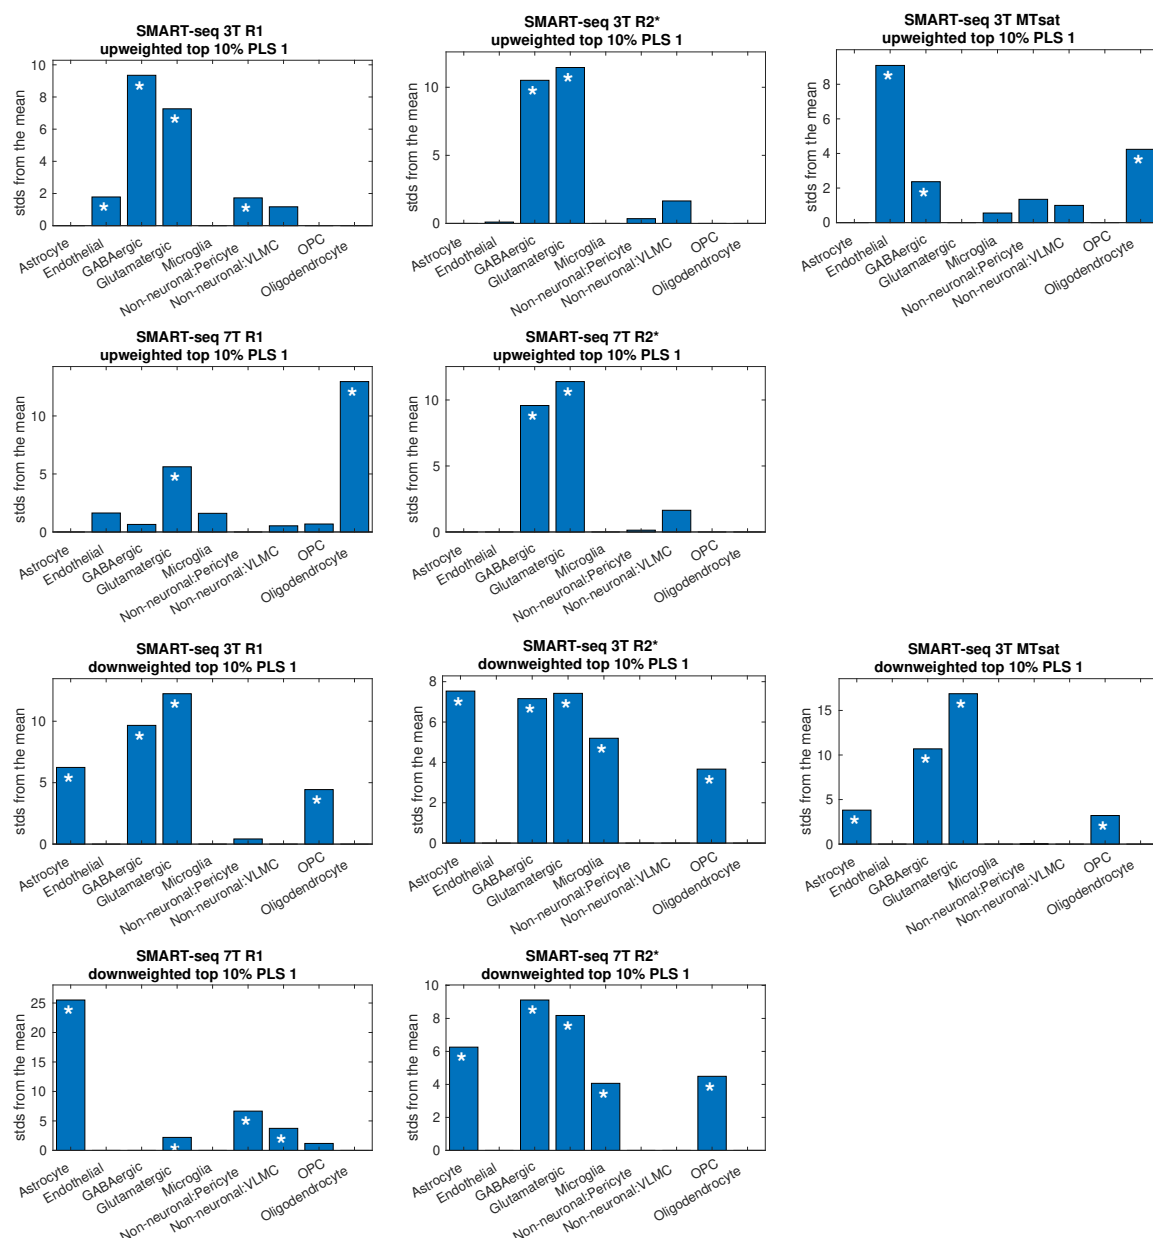 SMART-seq 3T R1
upweighted top 10% PLS 1
stds from the mean
10
8
6
4
2
0
Astrocyte
Endothelial
GABAergic
Glutamatergic
Microglia
Non-neuronal:Pericyte
Non-neuronal:VLMC
OPC
Oligodendrocyte
* * * *
SMART-seq 3T R2*
upweighted top 10% PLS 1
stds from the mean
10
5
0
Astrocyte
Endothelial
GABAergic
Glutamatergic
Microglia
Non-neuronal:Pericyte
Non-neuronal:VLMC
OPC
Oligodendrocyte
* *
SMART-seq 3T MTsat
upweighted top 10% PLS 1
stds from the mean
8
6
4
2
0
Astrocyte
Endothelial
GABAergic
Glutamatergic
Microglia
Non-neuronal:Pericyte
Non-neuronal:VLMC
OPC
Oligodendrocyte
* * *
SMART-seq 7T R1
upweighted top 10% PLS 1
stds from the mean
10
5
0
Astrocyte
Endothelial
GABAergic
Glutamatergic
Microglia
Non-neuronal:Pericyte
Non-neuronal:VLMC
OPC
Oligodendrocyte
* *
SMART-seq 7T R2*
upweighted top 10% PLS 1
stds from the mean
10
5
0
Astrocyte
Endothelial
GABAergic
Glutamatergic
Microglia
Non-neuronal:Pericyte
Non-neuronal:VLMC
OPC
Oligodendrocyte
* *
SMART-seq 3T R1
downweighted top 10% PLS 1
stds from the mean
10
5
0
Astrocyte
Endothelial
GABAergic
Glutamatergic
Microglia
Non-neuronal:Pericyte
Non-neuronal:VLMC
OPC
Oligodendrocyte
* * * *
SMART-seq 3T R2*
downweighted top 10% PLS 1
stds from the mean
8
6
4
2
0
Astrocyte
Endothelial
GABAergic
Glutamatergic
Microglia
Non-neuronal:Pericyte
Non-neuronal:VLMC
OPC
Oligodendrocyte
* * * * *
SMART-seq 3T MTsat
downweighted top 10% PLS 1
stds from the mean
15
10
5
0
Astrocyte
Endothelial
GABAergic
Glutamatergic
Microglia
Non-neuronal:Pericyte
Non-neuronal:VLMC
OPC
Oligodendrocyte
* * * *
SMART-seq 7T R1
downweighted top 10% PLS 1
stds from the mean
25
20
15
10
5
0
Astrocyte
Endothelial
GABAergic
Glutamatergic
Microglia
Non-neuronal:Pericyte
Non-neuronal:VLMC
OPC
Oligodendrocyte
* * * *
SMART-seq 7T R2*
downweighted top 10% PLS 1
stds from the mean
10
8
6
4
2
0
Astrocyte
Endothelial
GABAergic
Glutamatergic
Microglia
Non-neuronal:Pericyte
Non-neuronal:VLMC
OPC
Oligodendrocyte
* * * * *